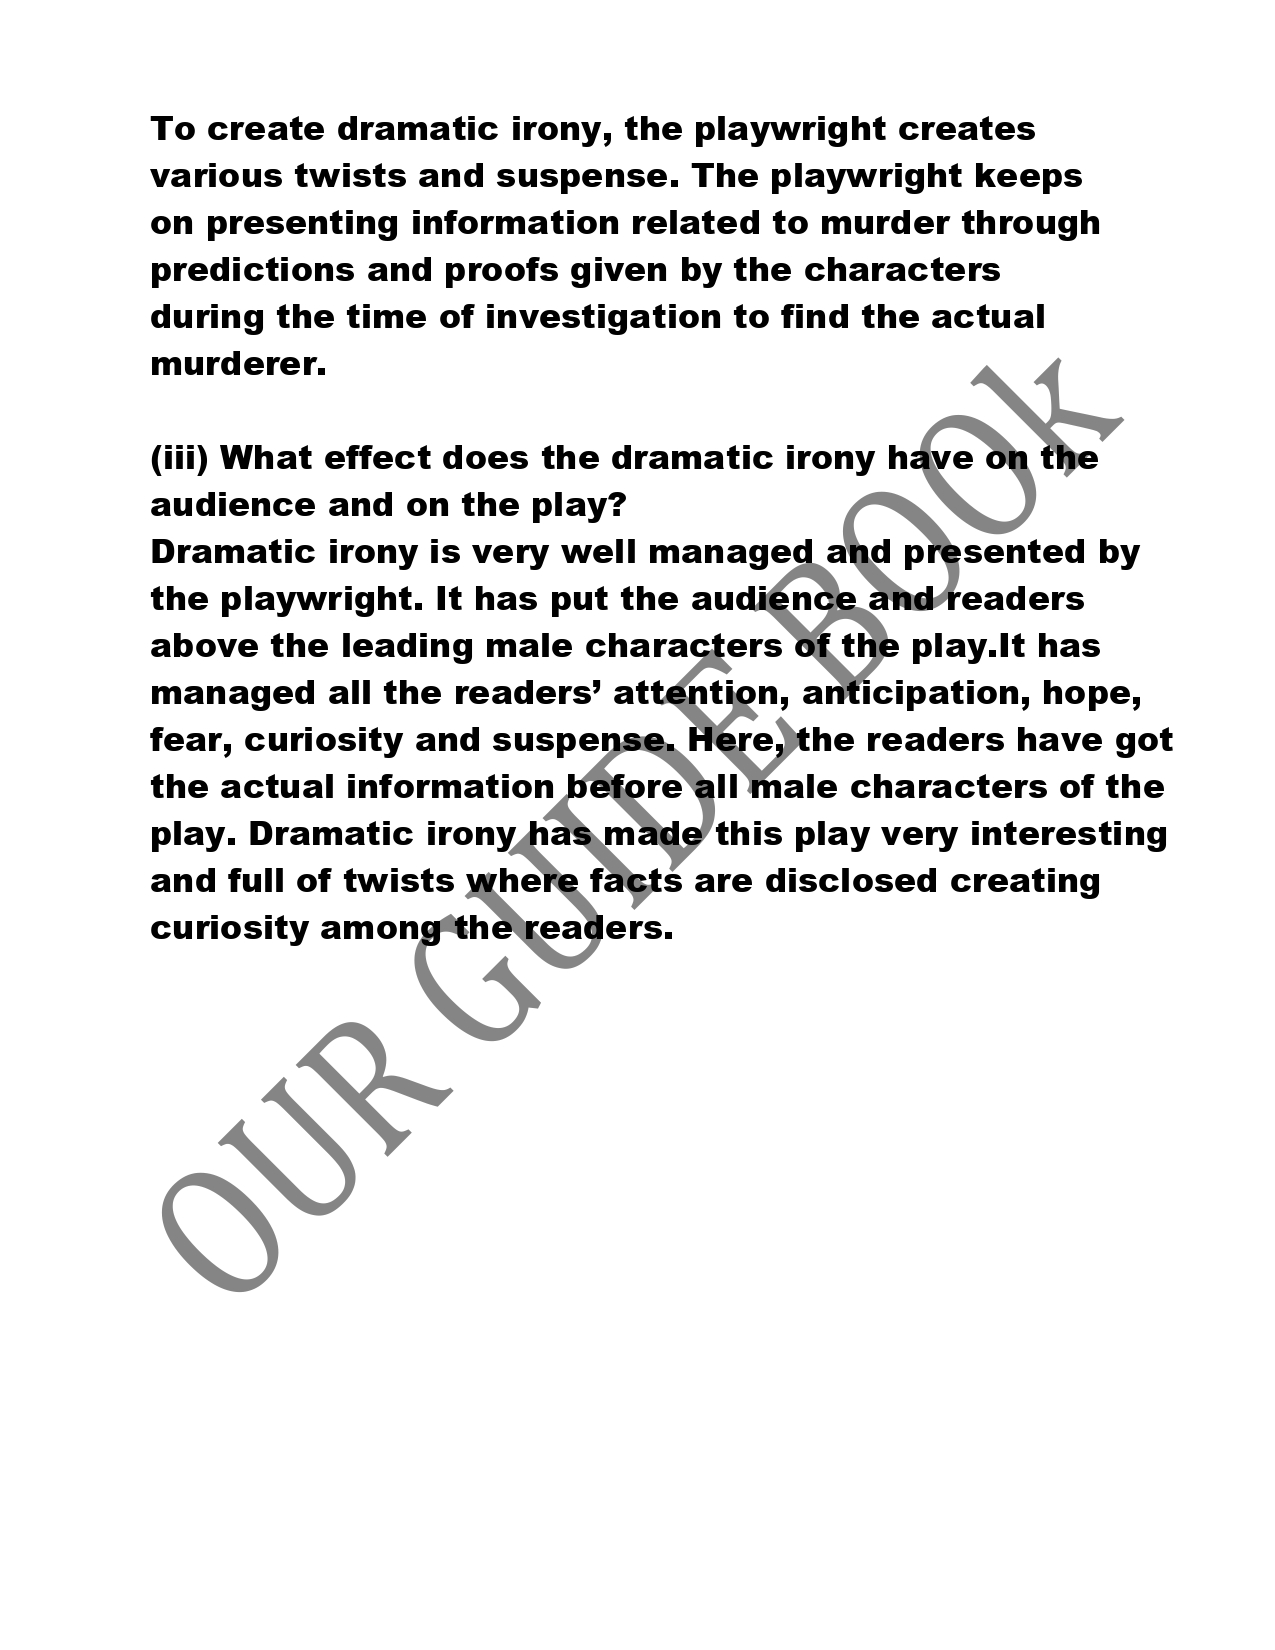 To create dramatic irony, the playwright creates
various twists and suspense. The playwright keeps
on presenting information related to murder through
predictions and proofs given by the characters
during the time of investigation to find the actual
murderer.
(iii) What effect does the dramatic irony have on the
audience and on the play?
Dramatic irony is very well managed and presented by
the playwright. It has put the audience and readers
above the leading male characters of the play.It has
managed all the readers’ attention, anticipation, hope,
fear, curiosity and suspense. Here, the readers have got
the actual information before all male characters of the
play. Dramatic irony has made this play very interesting
and full of twists where facts are disclosed creating
curiosity among the readers.
OUR GUIDE BOOk